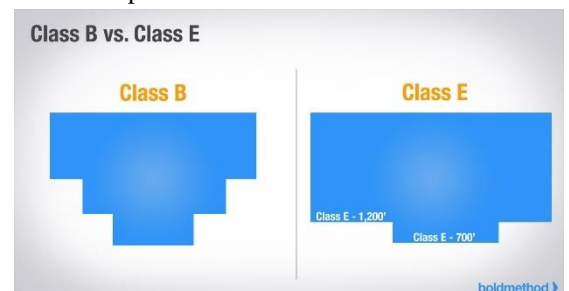 Class B vs. Class E
Class B
Class E
Class E - 1,200'
Class E - 700'
boldmethod